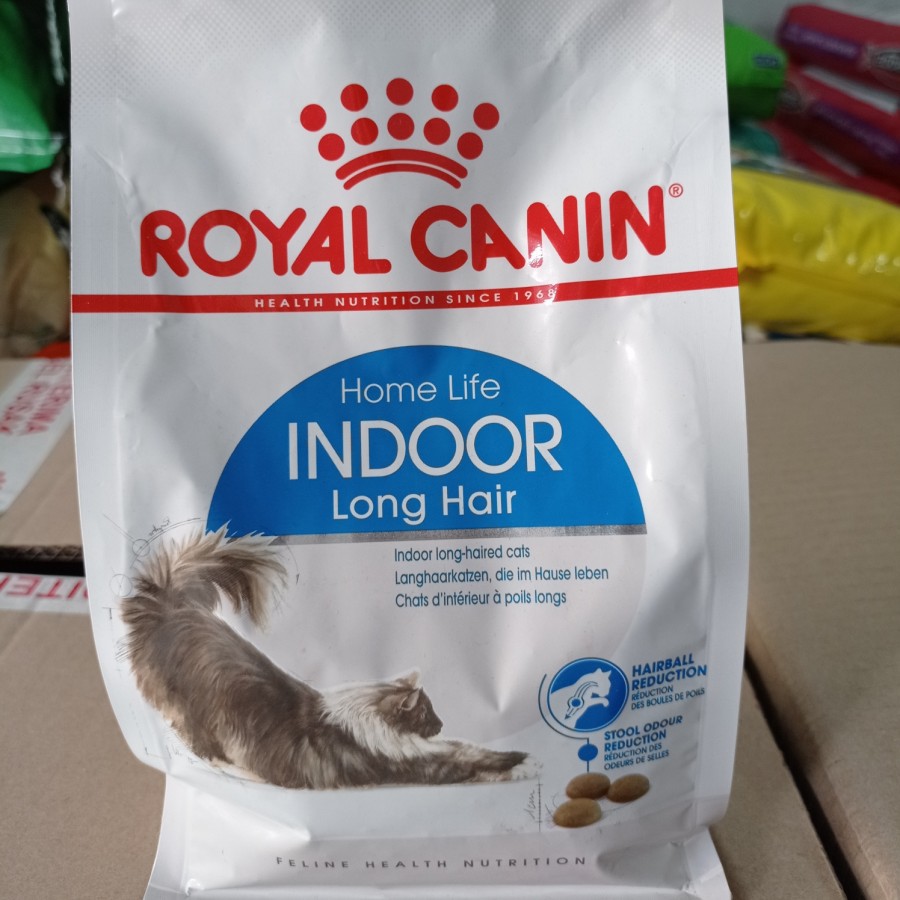 ROYAL CANIN®
HEALTH NUTRITION SINCE 1968
Home Life
INDOOR
Long Hair
Indoor long-haired cats
Langhaarkatzen, die im Hause leben
Chats d'intérieur à poils longs
HAIRBALL
REDUCTION
RÉDUCTION
DES BOULES DE POILS
STOOL ODOUR
REDUCTION
RÉDUCTION DES
ODEURS DE SELLES
FELINE HEALTH NUTRITION